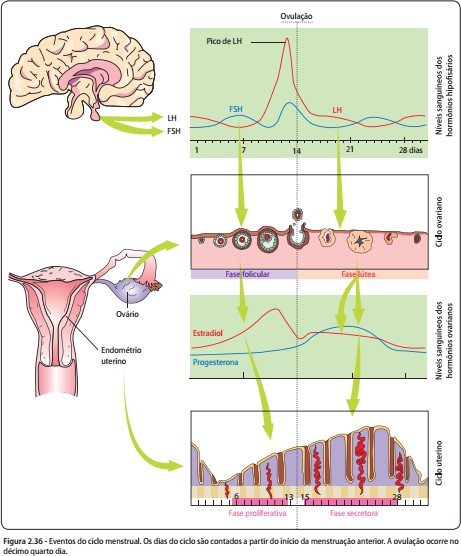 Ovulação
Pico de LH
LH
FSH
FSH
LH
1
7
14
21
28 dias
Níveis sanguíneos dos
hormônios hipofisários
Ciclo ovariano
Fase folicular
Fase lútea
Ovário
Endométrio
uterino
Estradiol
Progesterona
Níveis sanguíneos dos
hormônios ovarianos
Ciclo uterino
6
13
15
28
Fase proliferativa
Fase secretora
Figura 2.36 - Eventos do ciclo menstrual. Os dias do ciclo são contados a partir do início da menstruação anterior. A ovulação ocorre no
décimo quarto dia.